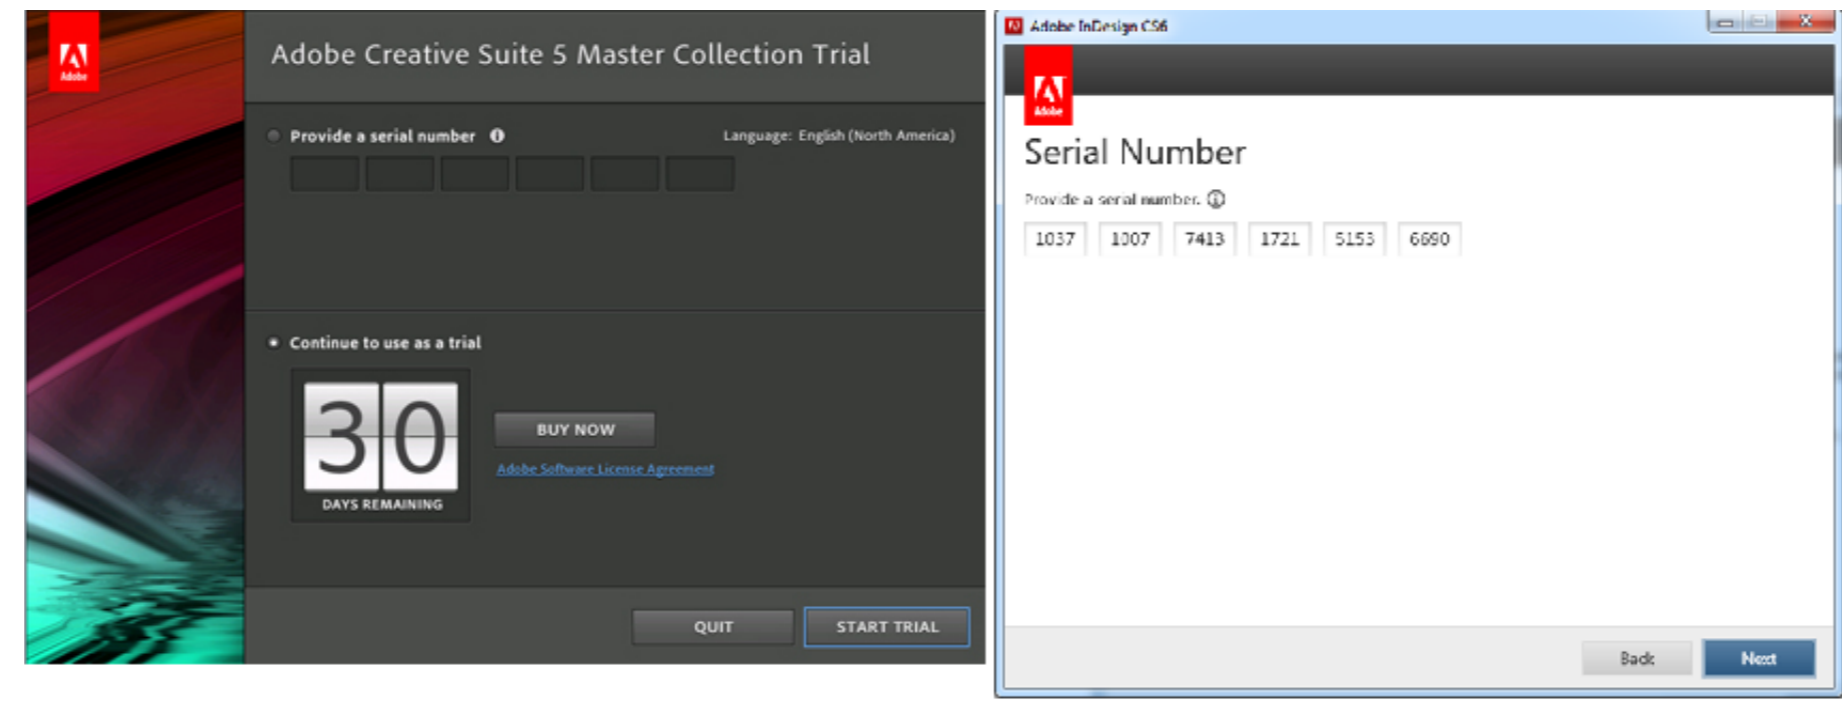 Adobe
Adobe Creative Suite 5 Master Collection Trial
Provide a serial number
Language: English (North America)
Continue to use as a trial
30
DAYS REMAINING
BUY NOW
Adobe Software License Agreement
QUIT
START TRIAL
Adobe InDesign CS6
Adobe
Serial Number
Provide a serial number.
1037 1007 7413 1721 5153 6690
Back
Next